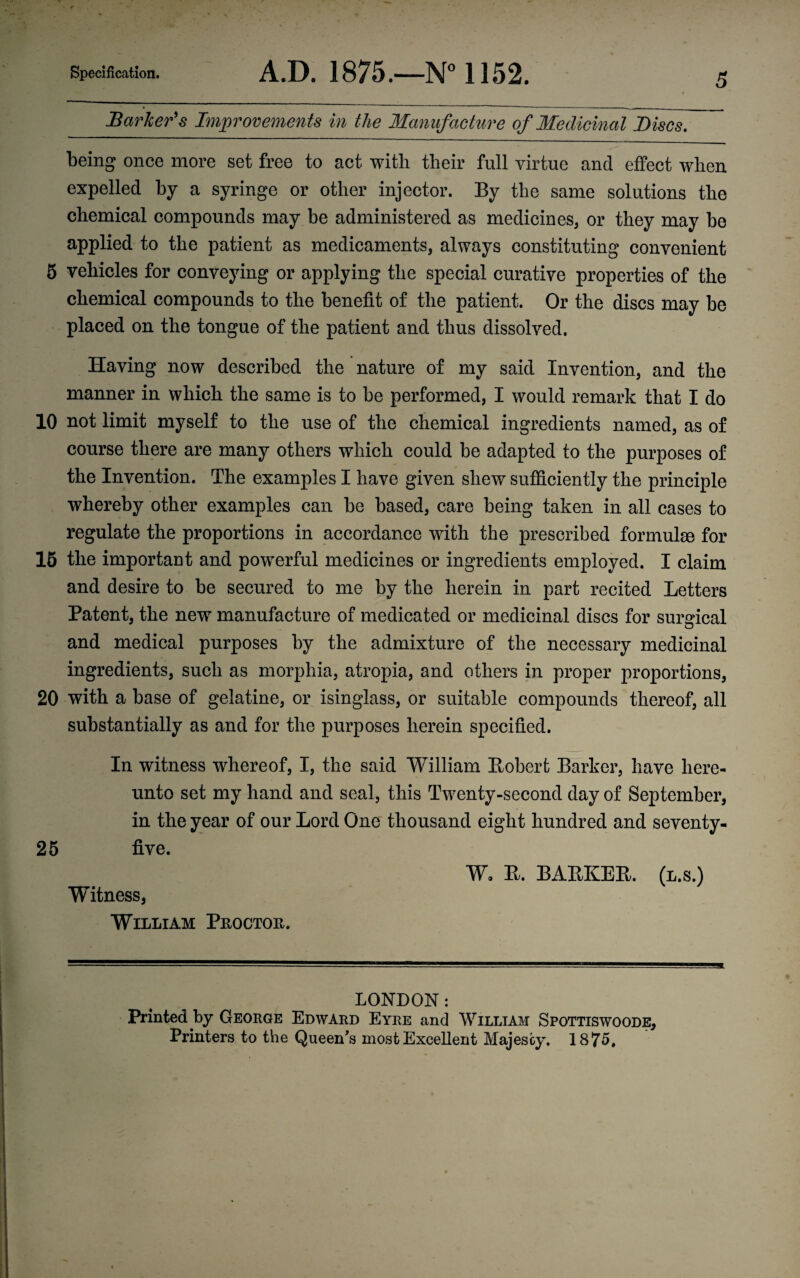 Specification. A.D. 1875.—N° 1152. 5
Barker's Improvements in the Manufacture of Medicinal Discs.
being once more set free to act with their full virtue and effect when
expelled by a syringe or other injector. By the same solutions the
chemical compounds may be administered as medicines, or they may be
applied to the patient as medicaments, always constituting convenient
5 vehicles for conveying or applying the special curative properties of the
chemical compounds to the benefit of the patient. Or the discs may be
placed on the tongue of the patient and thus dissolved.
Having now described the nature of my said Invention, and the
manner in which the same is to be performed, I would remark that I do
10 not limit myself to the use of the chemical ingredients named, as of
course there are many others which could be adapted to the purposes of
the Invention. The examples I have given shew sufficiently the principle
whereby other examples can be based, care being taken in all cases to
regulate the proportions in accordance with the prescribed formulæ for
15 the important and powerful medicines or ingredients employed. I claim
and desire to be secured to me by the herein in part recited Letters
Patent, the new manufacture of medicated or medicinal discs for surgical
and medical purposes by the admixture of the necessary medicinal
ingredients, such as morphia, atropia, and others in proper proportions,
20 with a base of gelatine, or isinglass, or suitable compounds thereof, all
substantially as and for the purposes herein specified.
In witness whereof, I, the said William Robert Barker, have here-
unto set my hand and seal, this Twenty-second day of September,
in the year of our Lord One thousand eight hundred and seventy-
25 five.
W. R. BARKER. (L.S.)
Witness,
WILLIAM PROCTOR.
LONDON:
Printed by GEORGE EDWARD EYRE and WILLIAM SPOTTISWOODE,
Printers to the Queen's most Excellent Majesty. 1875.